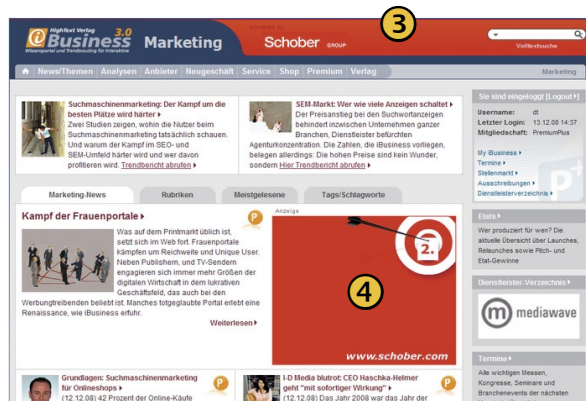 3
HighText Verlag
iBusiness 3.0
Wissensportal und Trendscouting für Interaktive
Marketing
Schober GROUP
Volltextsuche
News/Themen Analysen Anbieter Neugeschäft Service Shop Premium Verlag
Marketing
Suchmaschinenmarketing: Der Kampf um die
besten Plätze wird härter
Zwei Studien zeigen, wohin die Nutzer beim
Suchmaschinenmarketing tatsächlich schauen.
Und warum der Kampf im SEO- und
SEM-Umfeld härter wird und wer davon
profitieren wird. Trendbericht abrufen
SEM-Markt: Wer wie viele Anzeigen schaltet
Der Preisanstieg bei den Suchwortanzeigen
behindert inzwischen Unternehmen ganzer
Branchen, Dienstleister befürchten
Agenturkonzentration. Die Zahlen, die iBusiness vorliegen,
belegen allerdings: Die hohen Preise sind kein Wunder,
sondern Hier Trendbericht abrufen
Sie sind eingeloggt [Logout]
Username: dt
Letzter Login: 13.12.08 14:37
Mitgliedschaft: PremiumPlus
My iBusiness
Termine
Stellenmarkt
Ausschreibungen
Dienstleisterverzeichnis
Marketing-News
Rubriken
Meistgelesene
Tags/Schlagworte
Kampf der Frauenportale
P
Was auf dem Printmarkt üblich ist,
setzt sich im Web fort. Frauenportale
kämpfen um Reichweite und Unique User.
Neben Publishern, und TV-Sendern
engagieren sich immer mehr Größen der
digitalen Wirtschaft in dem lukrativen
Geschäftsfeld, das auch bei den
Werbungtreibenden beliebt ist. Manches totgeglaubte Portal erlebt eine
Renaissance, wie iBusiness erfuhr.
Weiterlesen
Anzeige
2.
4
www.schober.com
Etats
Wer produziert für wen? Die
aktuelle Übersicht über Launches,
Relaunches sowie Pitch- und
Etat-Gewinne
Dienstleister-Verzeichnis
m mediawave
Termine
Alle wichtigen Messen,
Kongresse, Seminare und
Branchenevents der nächsten
Grundlagen: Suchmaschinenmarketing
für Onlineshops
(12.12.08) 42 Prozent der Online-Käufe
P
I-D Media blutrot: CEO Haschka-Helmer
geht "mit sofortiger Wirkung"
(12.12.08) Das Jahr 2008 war das Jahr der
P